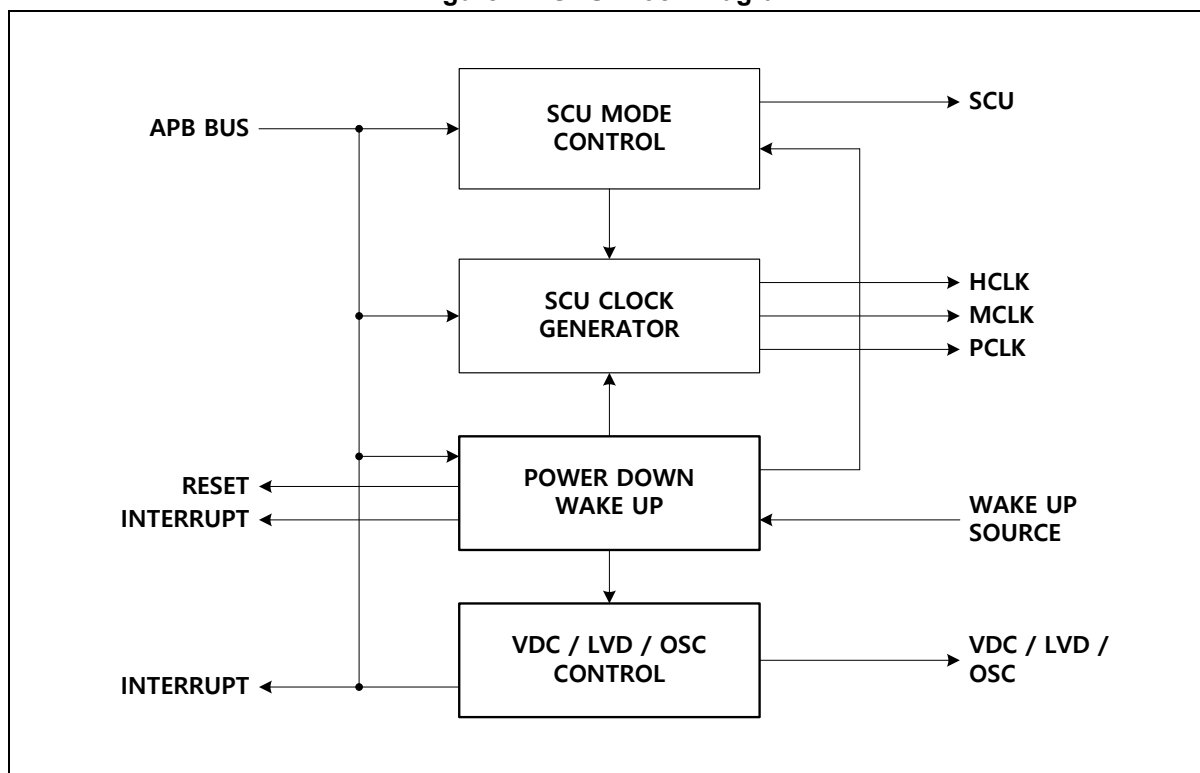 SCU MODE
CONTROL
SCU
APB BUS
SCU CLOCK
GENERATOR
HCLK
MCLK
PCLK
POWER DOWN
WAKE UP
RESET
INTERRUPT
WAKE UP
SOURCE
VDC / LVD / OSC
CONTROL
VDC / LVD /
OSC
INTERRUPT